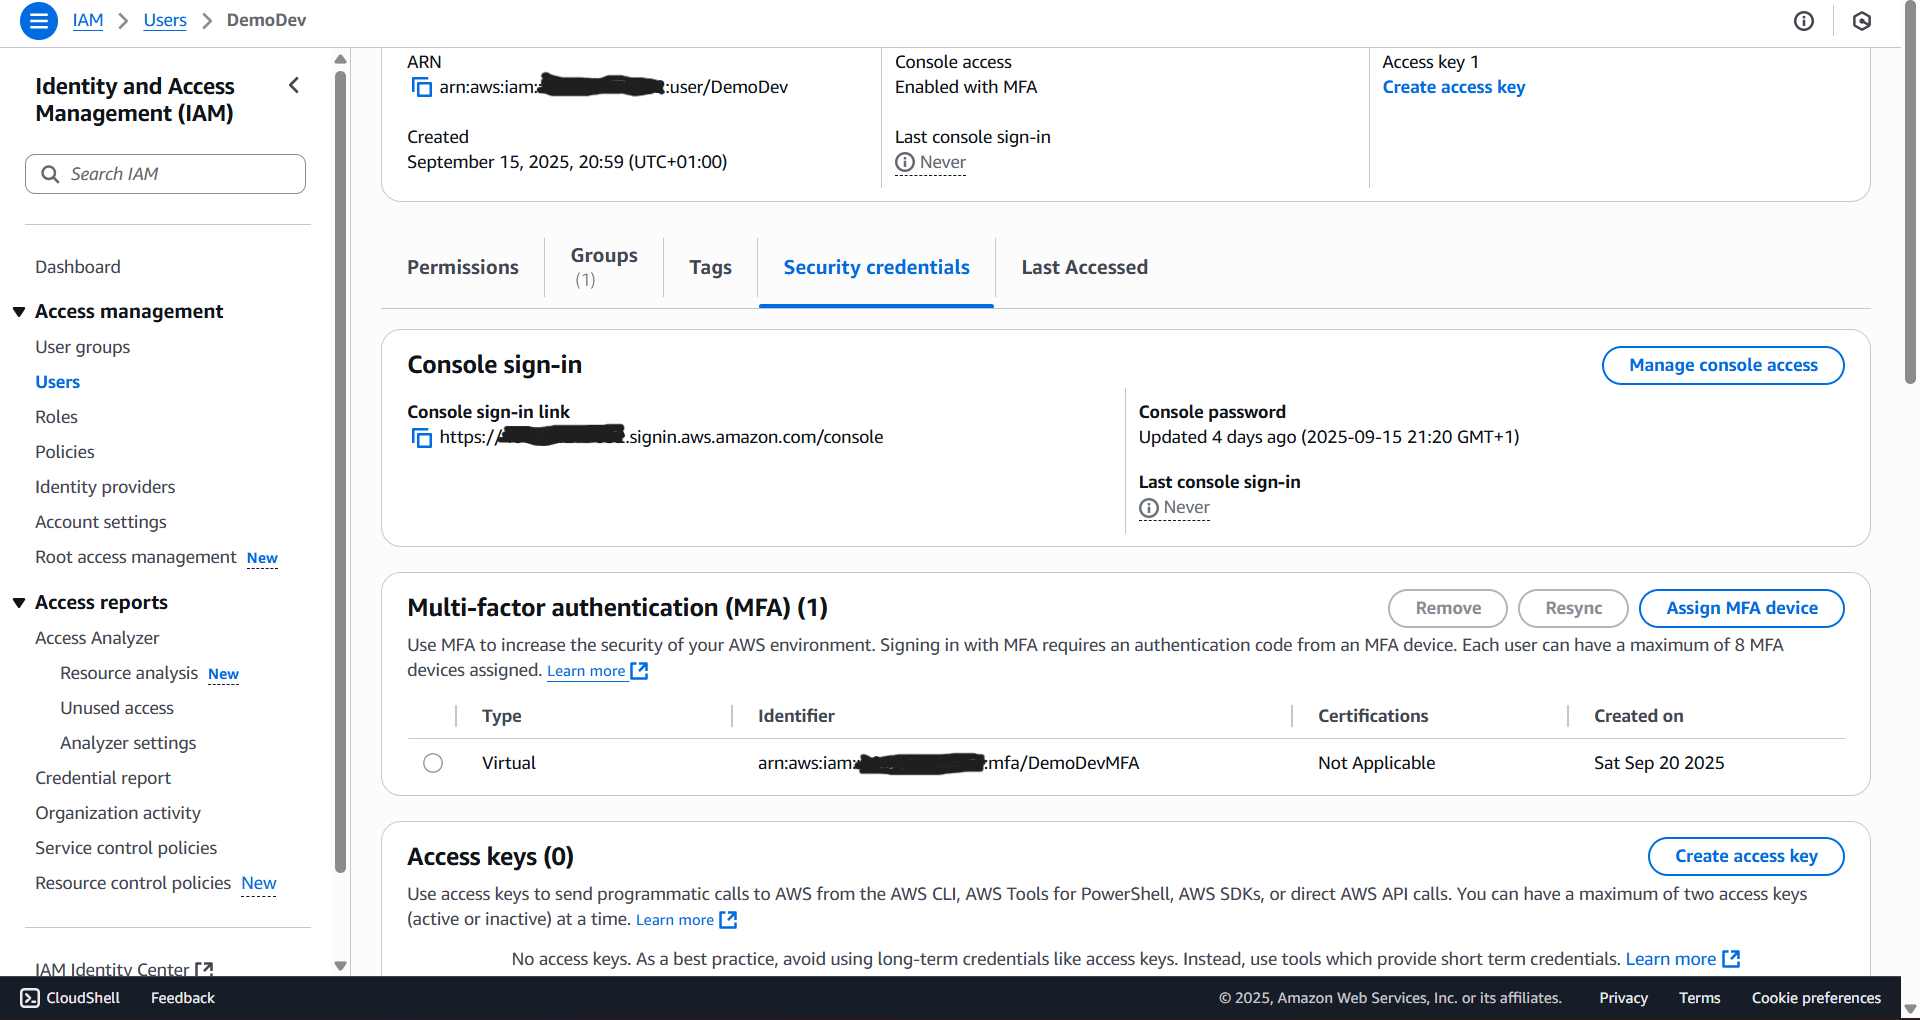 IAM > Users > DemoDev
Identity and Access
Management (IAM)
Search IAM
Dashboard
Access management
User groups
Users
Roles
Policies
Identity providers
Account settings
Root access management New
Access reports
Access Analyzer
Resource analysis New
Unused access
Analyzer settings
Credential report
Organization activity
Service control policies
Resource control policies New
IAM Identity Center
ARN
arn:aws:iam: :user/DemoDev
Created
September 15, 2025, 20:59 (UTC+01:00)
Console access
Enabled with MFA
Last console sign-in
Never
Access key 1
Create access key
Permissions
Groups
(1)
Tags
Security credentials
Last Accessed
Console sign-in
Manage console access
Console sign-in link
https:// .signin.aws.amazon.com/console
Console password
Updated 4 days ago (2025-09-15 21:20 GMT+1)
Last console sign-in
Never
Multi-factor authentication (MFA) (1)
Remove
Resync
Assign MFA device
Use MFA to increase the security of your AWS environment. Signing in with MFA requires an authentication code from an MFA device. Each user can have a maximum of 8 MFA
devices assigned. Learn more
Type Identifier Certifications Created on
Virtual arn:aws:iam: :mfa/DemoDevMFA Not Applicable Sat Sep 20 2025
Access keys (0)
Create access key
Use access keys to send programmatic calls to AWS from the AWS CLI, AWS Tools for PowerShell, AWS SDKs, or direct AWS API calls. You can have a maximum of two access keys
(active or inactive) at a time. Learn more
No access keys. As a best practice, avoid using long-term credentials like access keys. Instead, use tools which provide short term credentials. Learn more
CloudShell Feedback © 2025, Amazon Web Services, Inc. or its affiliates. Privacy Terms Cookie preferences